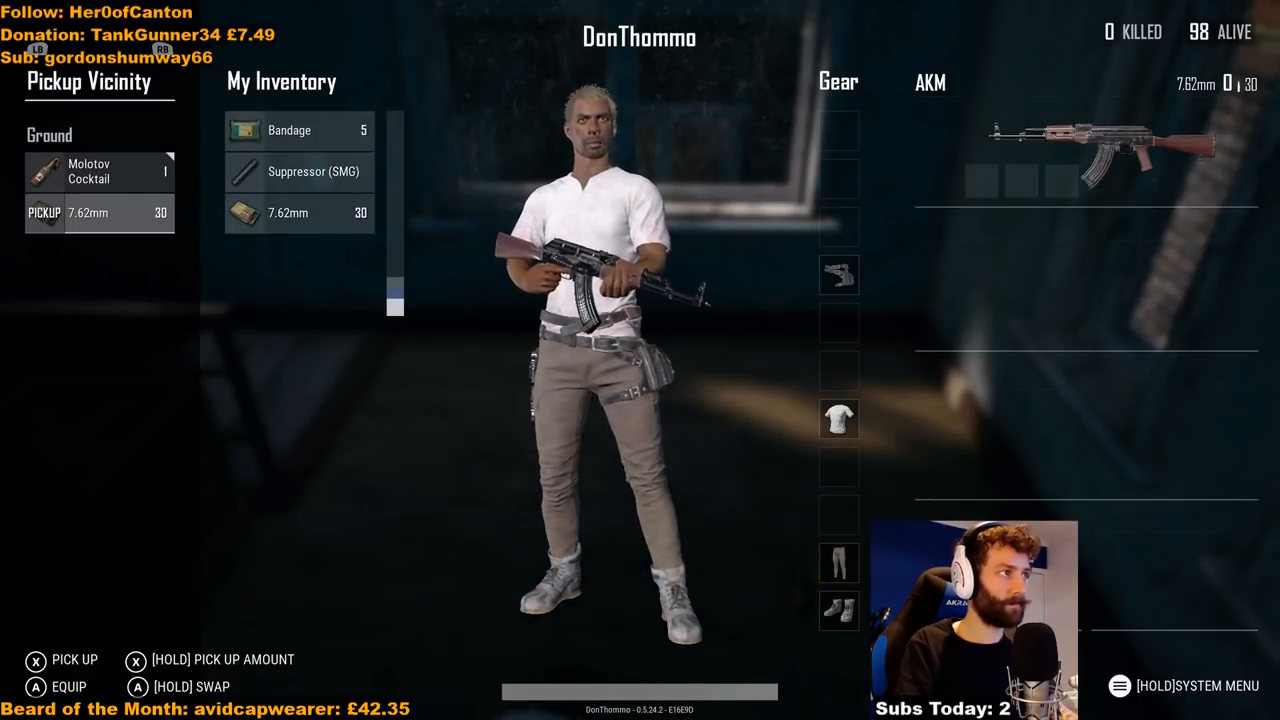 Follow: Her0ofCanton
Donation: TankGunner34 £7.49
Sub: gordonshumway66
LB
RB
DonThommo
0 KILLED 98 ALIVE
Pickup Vicinity
My Inventory
Gear
AKM
7.62mm 0 | 30
Ground
Molotov Cocktail 1
PICKUP 7.62mm 30
Bandage 5
Suppressor (SMG)
7.62mm 30
AKRA
X PICK UP
X [HOLD] PICK UP AMOUNT
A EQUIP
A [HOLD] SWAP
[HOLD]SYSTEM MENU
Beard of the Month: avidcapwearer: £42.35
DonThommo - 0.5.24.2 - E16E9D
Subs Today: 2